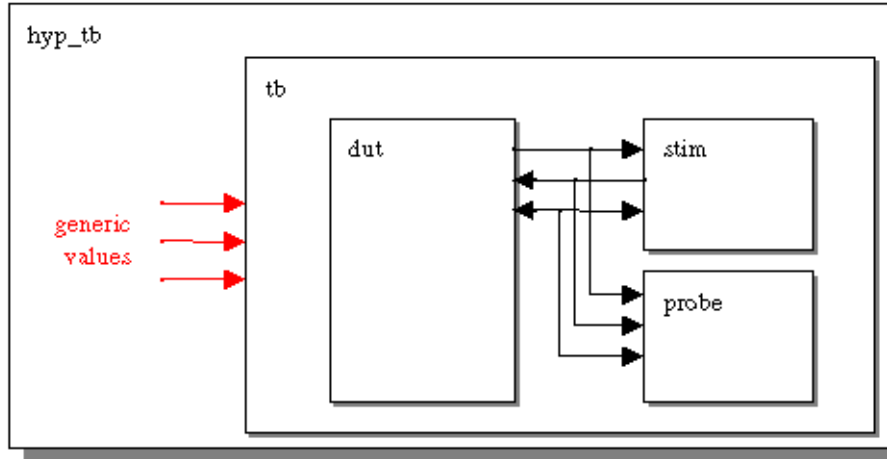 hyp_tb
tb
dut
stim
generic
values
probe